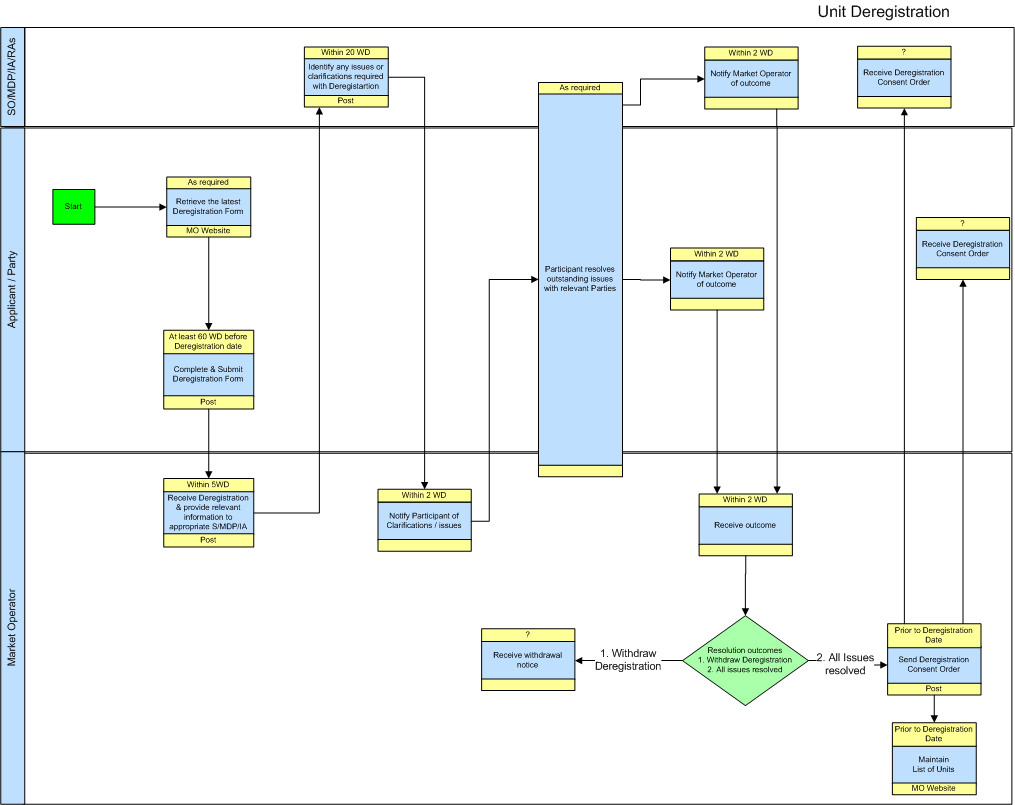 Unit Deregistration
SO/MDP/IA/RAs
Within 20 WD
Identify any issues or
clarifications required
with Deregistartion
Post
Within 2 WD
Notify Market Operator
of outcome
?
Receive Deregistration
Consent Order
As required
Participant resolves
outstanding issues
with relevant Parties
Applicant / Party
Start
As required
Retrieve the latest
Deregistration Form
MO Website
At least 60 WD before
Deregistration date
Complete & Submit
Deregistration Form
Post
Within 2 WD
Notify Market Operator
of outcome
?
Receive Deregistration
Consent Order
Market Operator
Within 5WD
Receive Deregistration
& provide relevant
information to
appropriate S/MDP/IA
Post
Within 2 WD
Notify Participant of
Clarifications / issues
Within 2 WD
Receive outcome
?
Receive withdrawal
notice
1. Withdraw
Deregistration
Resolution outcomes
1. Withdraw Deregistration
2. All issues resolved
2. All Issues
resolved
Prior to Deregistration
Date
Send Deregistration
Consent Order
Post
Prior to Deregistration
Date
Maintain
List of Units
MO Website